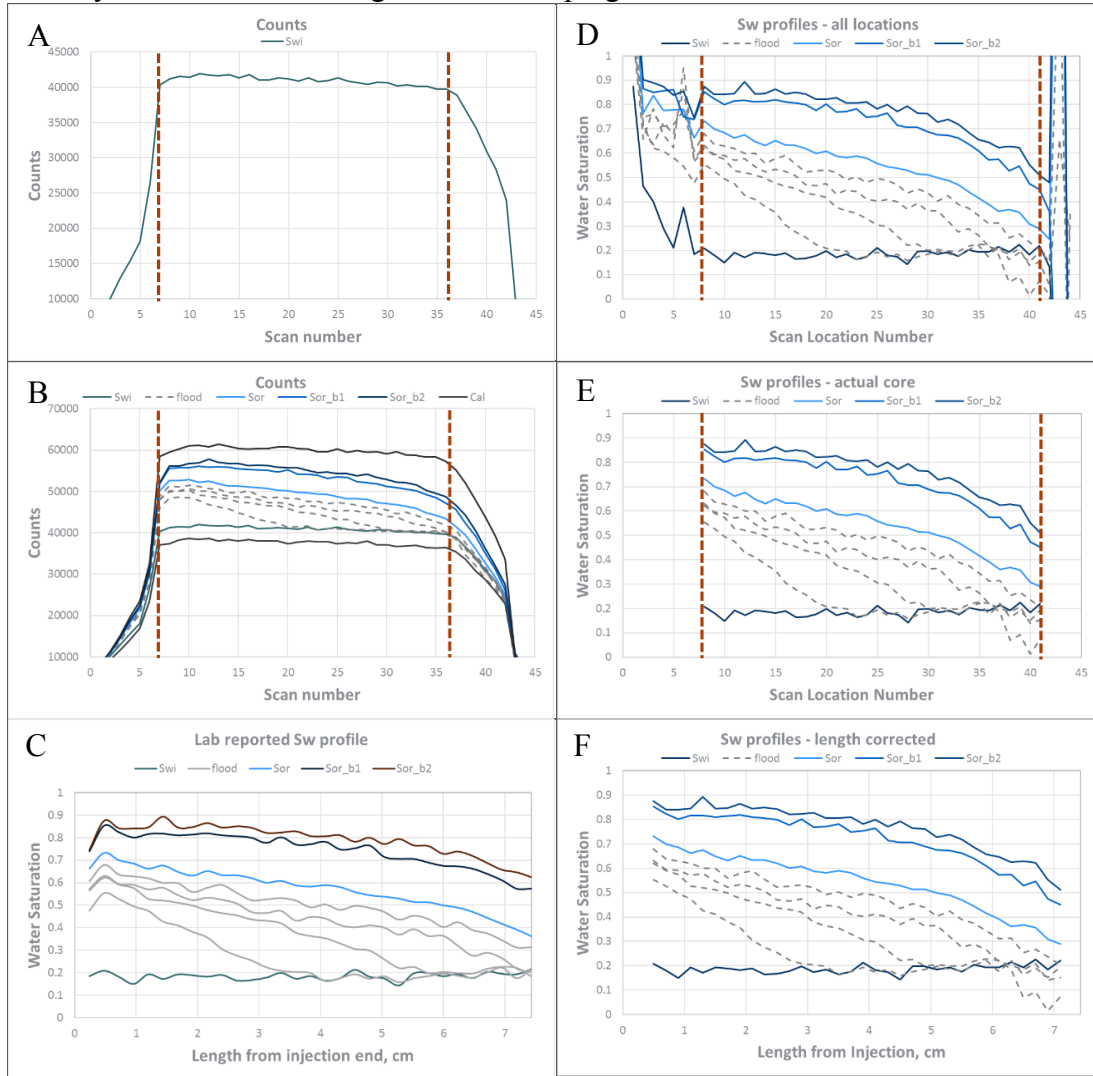 A
Counts
Swi
45000
40000
35000
30000
25000
20000
15000
10000
Counts
0 5 10 15 20 25 30 35 40 45
Scan number
D
Sw profiles - all locations
Swi flood Sor Sor_b1 Sor_b2
1
0.9
0.8
0.7
0.6
0.5
0.4
0.3
0.2
0.1
0
Water Saturation
0 5 10 15 20 25 30 35 40 45
Scan Location Number
B
Counts
Swi flood Sor Sor_b1 Sor_b2 Cal
70000
60000
50000
40000
30000
20000
10000
Counts
0 5 10 15 20 25 30 35 40 45
Scan number
E
Sw profiles - actual core
Swi flood Sor Sor_b1 Sor_b2
1
0.9
0.8
0.7
0.6
0.5
0.4
0.3
0.2
0.1
0
Water Saturation
0 5 10 15 20 25 30 35 40 45
Scan Location Number
C
Lab reported Sw profile
Swi flood Sor Sor_b1 Sor_b2
1
0.9
0.8
0.7
0.6
0.5
0.4
0.3
0.2
0.1
0
Water Saturation
0 1 2 3 4 5 6 7
Length from injection end, cm
F
Sw profiles - length corrected
Swi flood Sor Sor_b1 Sor_b2
1
0.9
0.8
0.7
0.6
0.5
0.4
0.3
0.2
0.1
0
Water Saturation
0 1 2 3 4 5 6 7
Length from Injection, cm